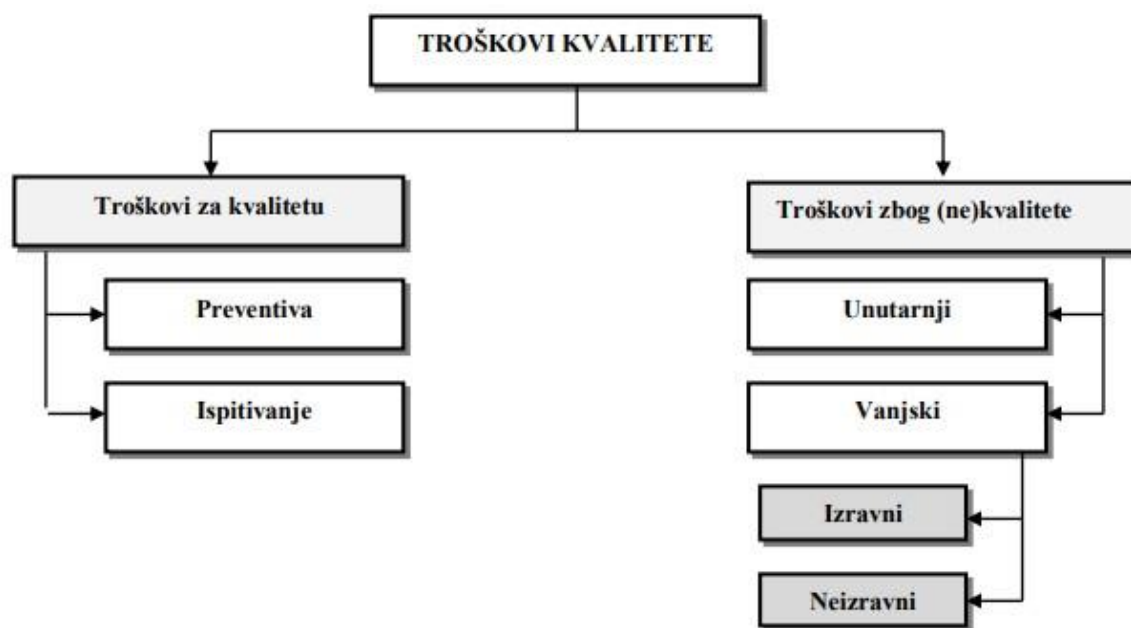 TROŠKOVI KVALITETE
Troškovi za kvalitetu
Preventiva
Ispitivanje
Troškovi zbog (ne)kvalitete
Unutarnji
Vanjski
Izravni
Neizravni